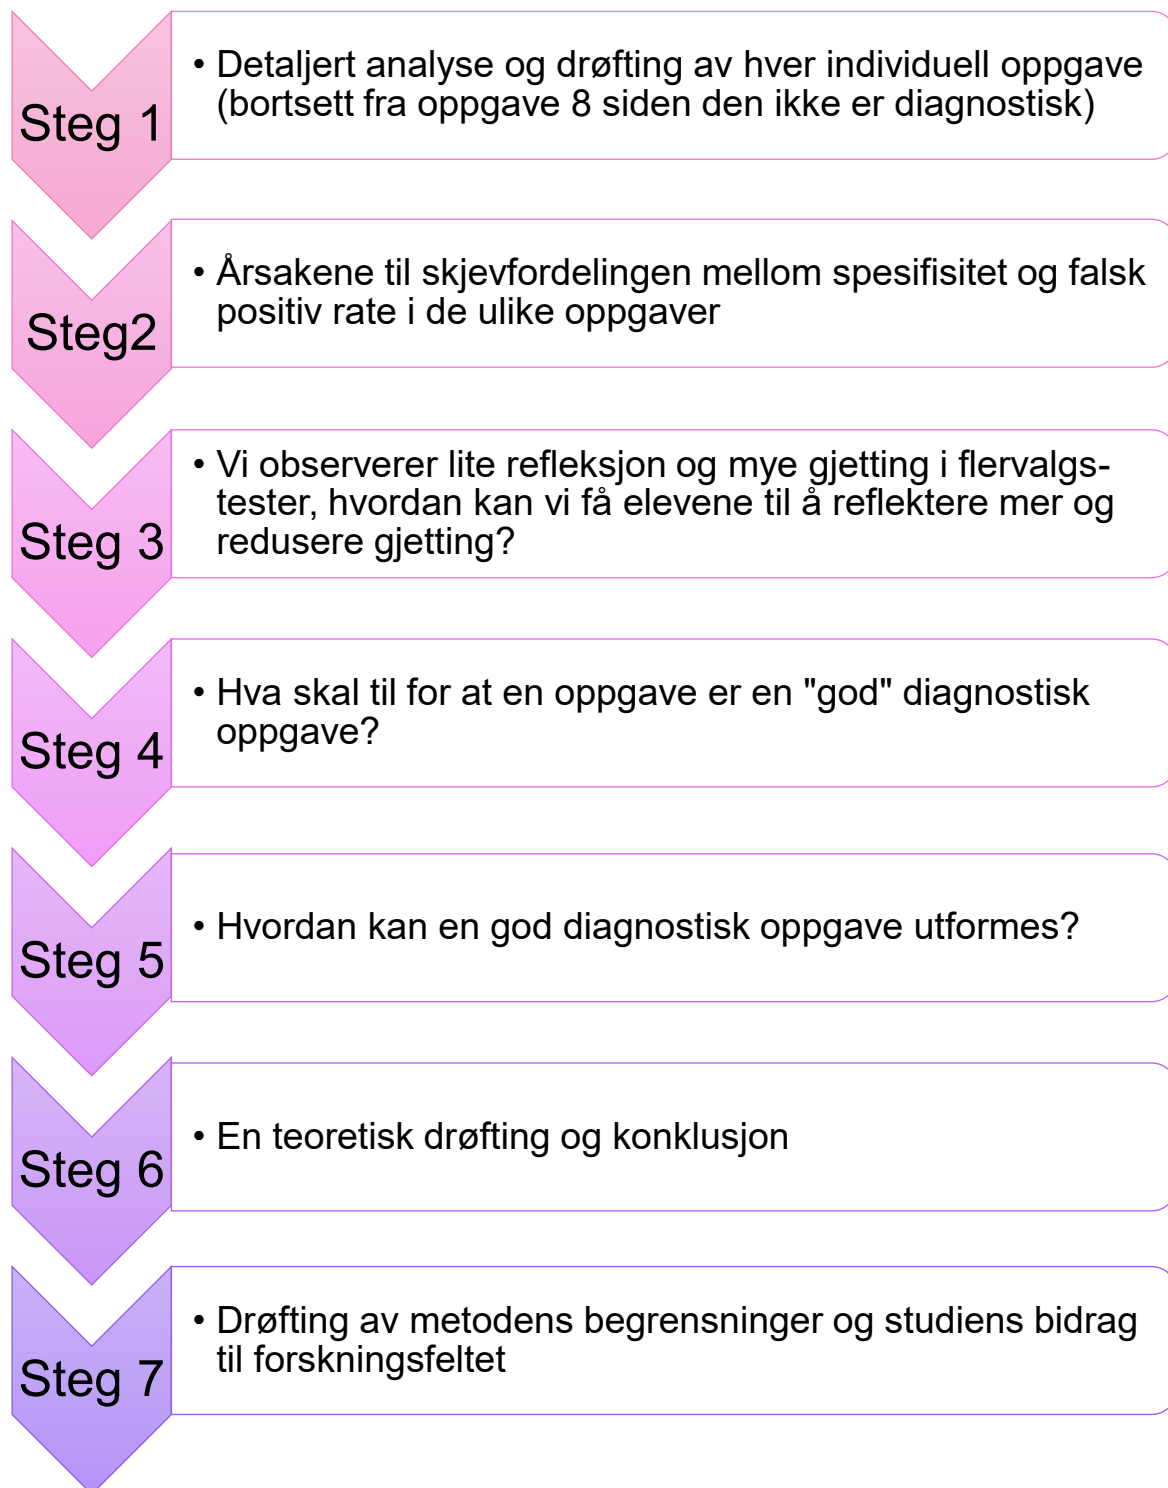 Steg 1
• Detaljert analyse og drøfting av hver individuell oppgave
(bortsett fra oppgave 8 siden den ikke er diagnostisk)
Steg2
• Årsakene til skjevfordelingen mellom spesifisitet og falsk
positiv rate i de ulike oppgaver
Steg 3
• Vi observerer lite refleksjon og mye gjetting i flervalgs-
tester, hvordan kan vi få elevene til å reflektere mer og
redusere gjetting?
Steg 4
• Hva skal til for at en oppgave er en "god" diagnostisk
oppgave?
Steg 5
• Hvordan kan en god diagnostisk oppgave utformes?
Steg 6
• En teoretisk drøfting og konklusjon
Steg 7
• Drøfting av metodens begrensninger og studiens bidrag
til forskningsfeltet